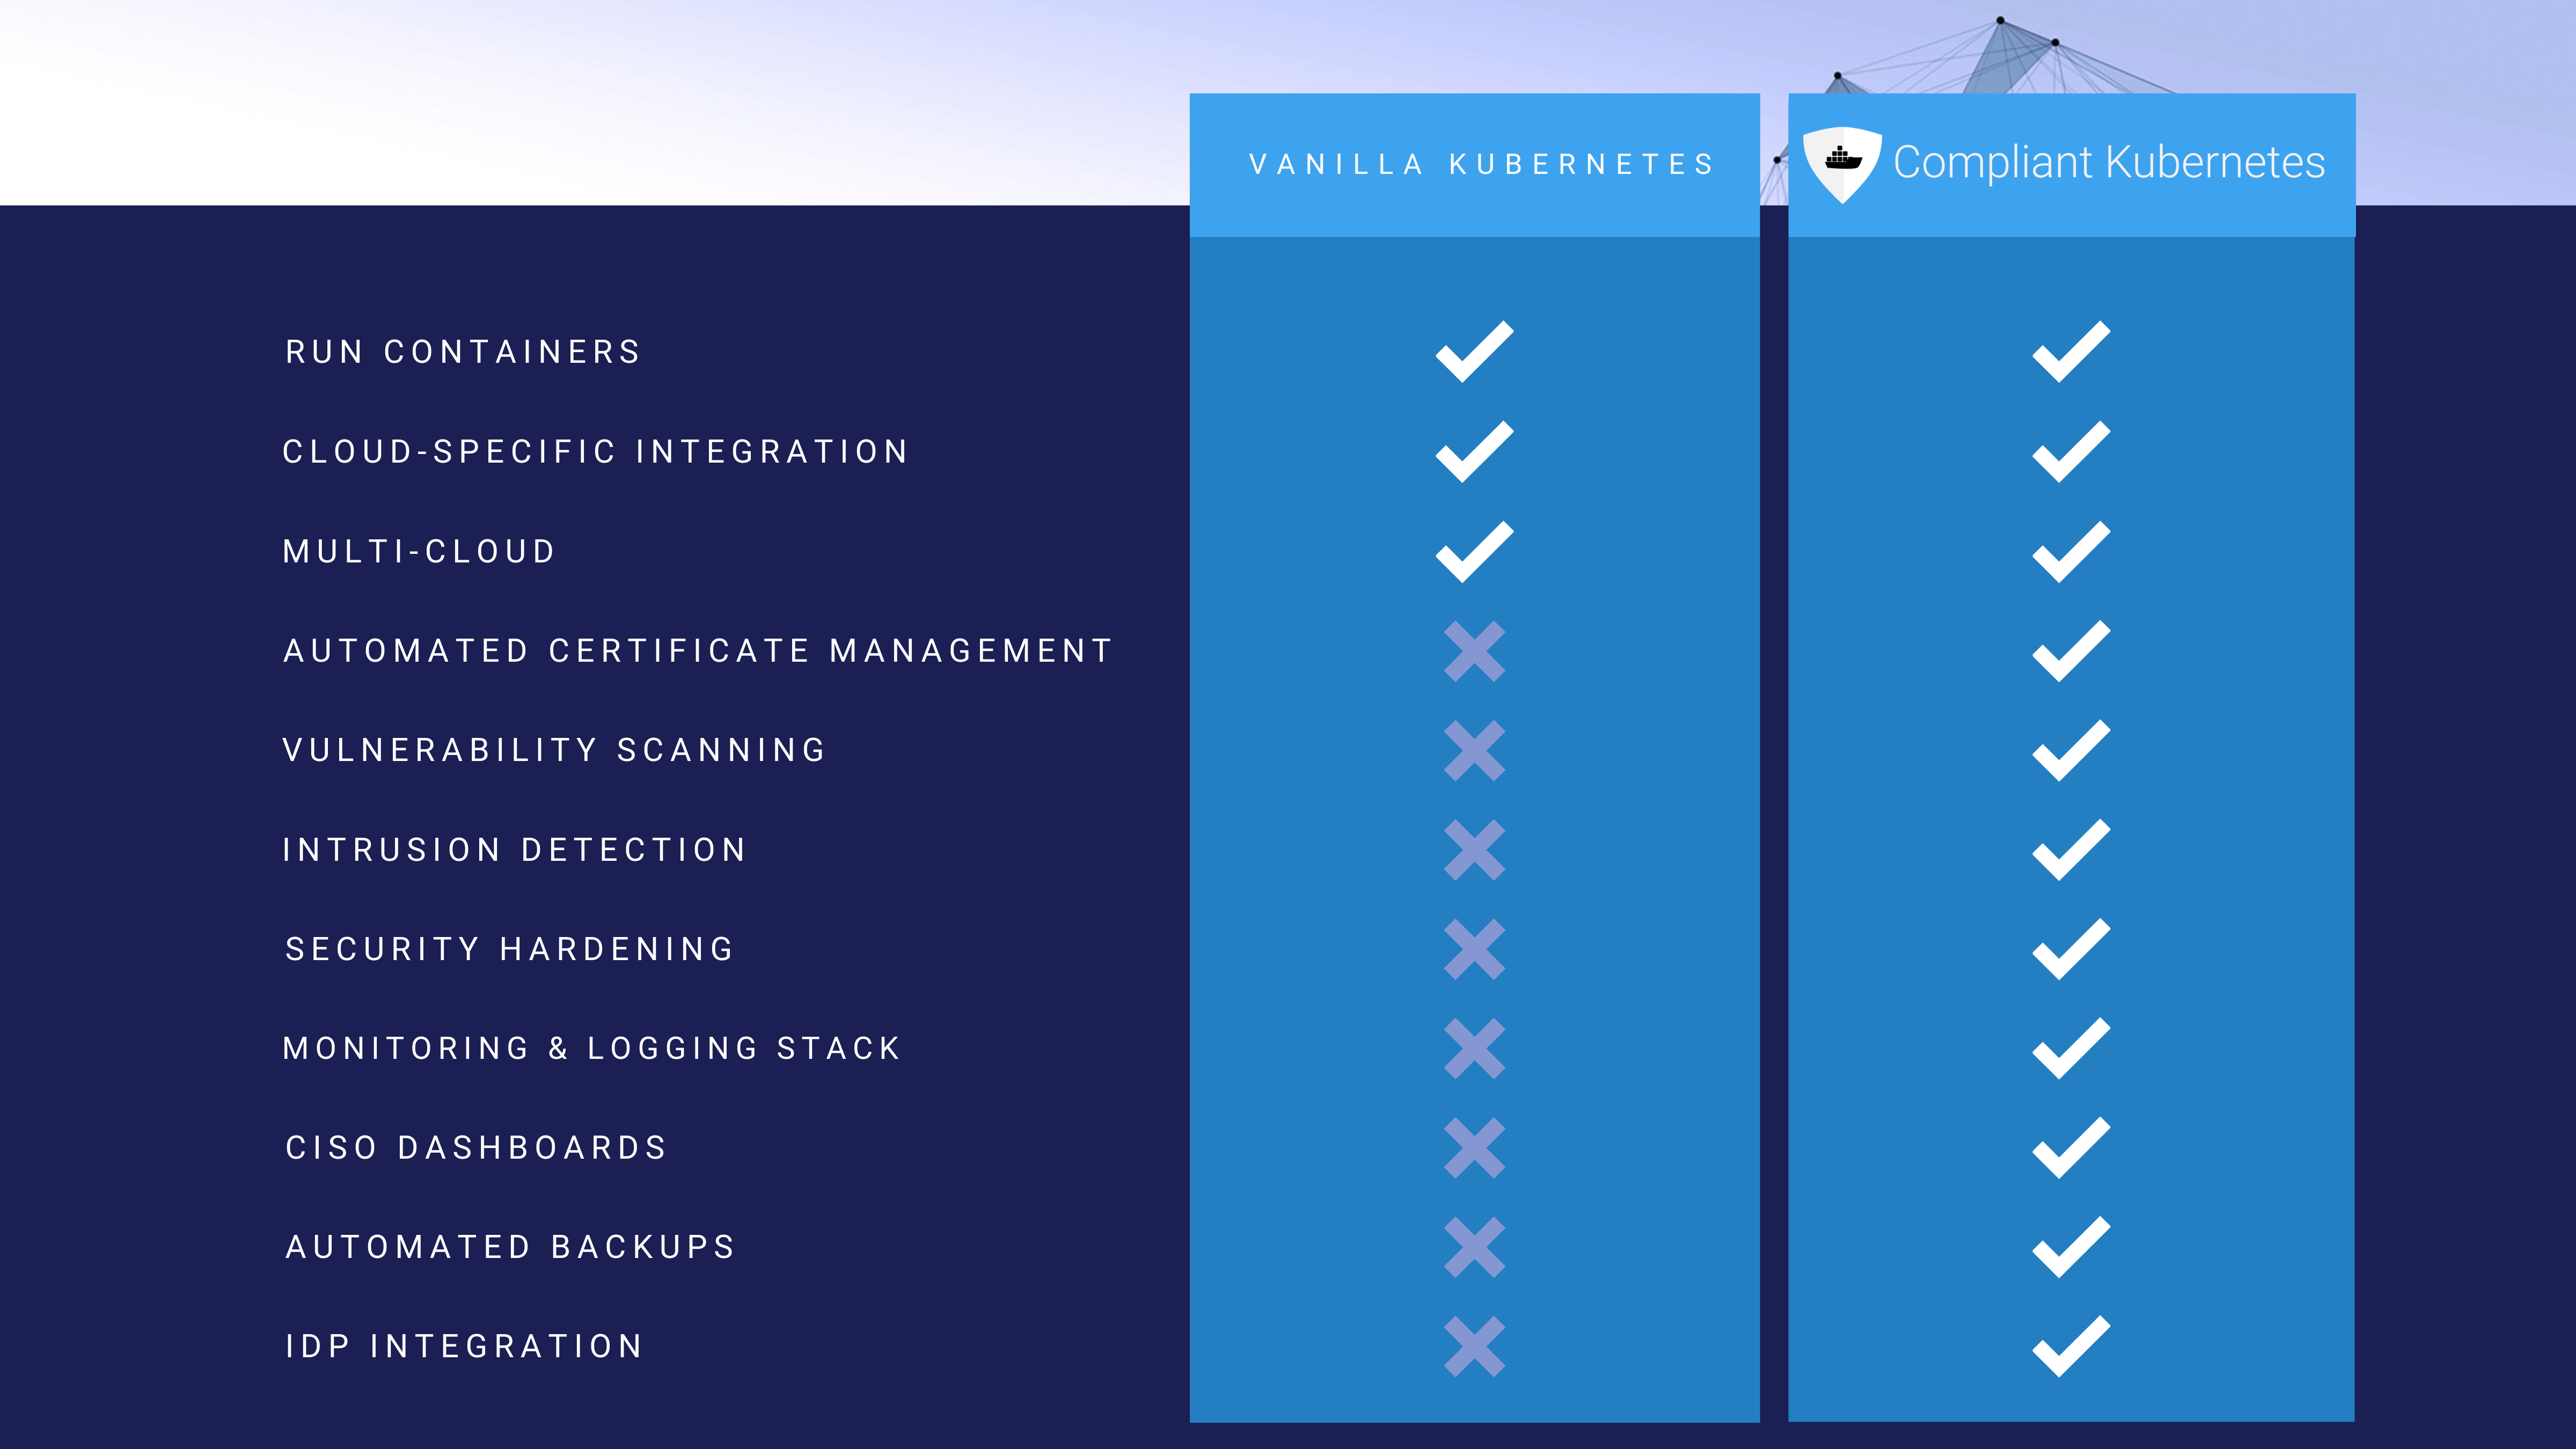 VANILLA KUBERNETES
Compliant Kubernetes
RUN CONTAINERS
CLOUD-SPECIFIC INTEGRATION
MULTI-CLOUD
AUTOMATED CERTIFICATE MANAGEMENT
VULNERABILITY SCANNING
INTRUSION DETECTION
SECURITY HARDENING
MONITORING & LOGGING STACK
CISO DASHBOARDS
AUTOMATED BACKUPS
IDP INTEGRATION